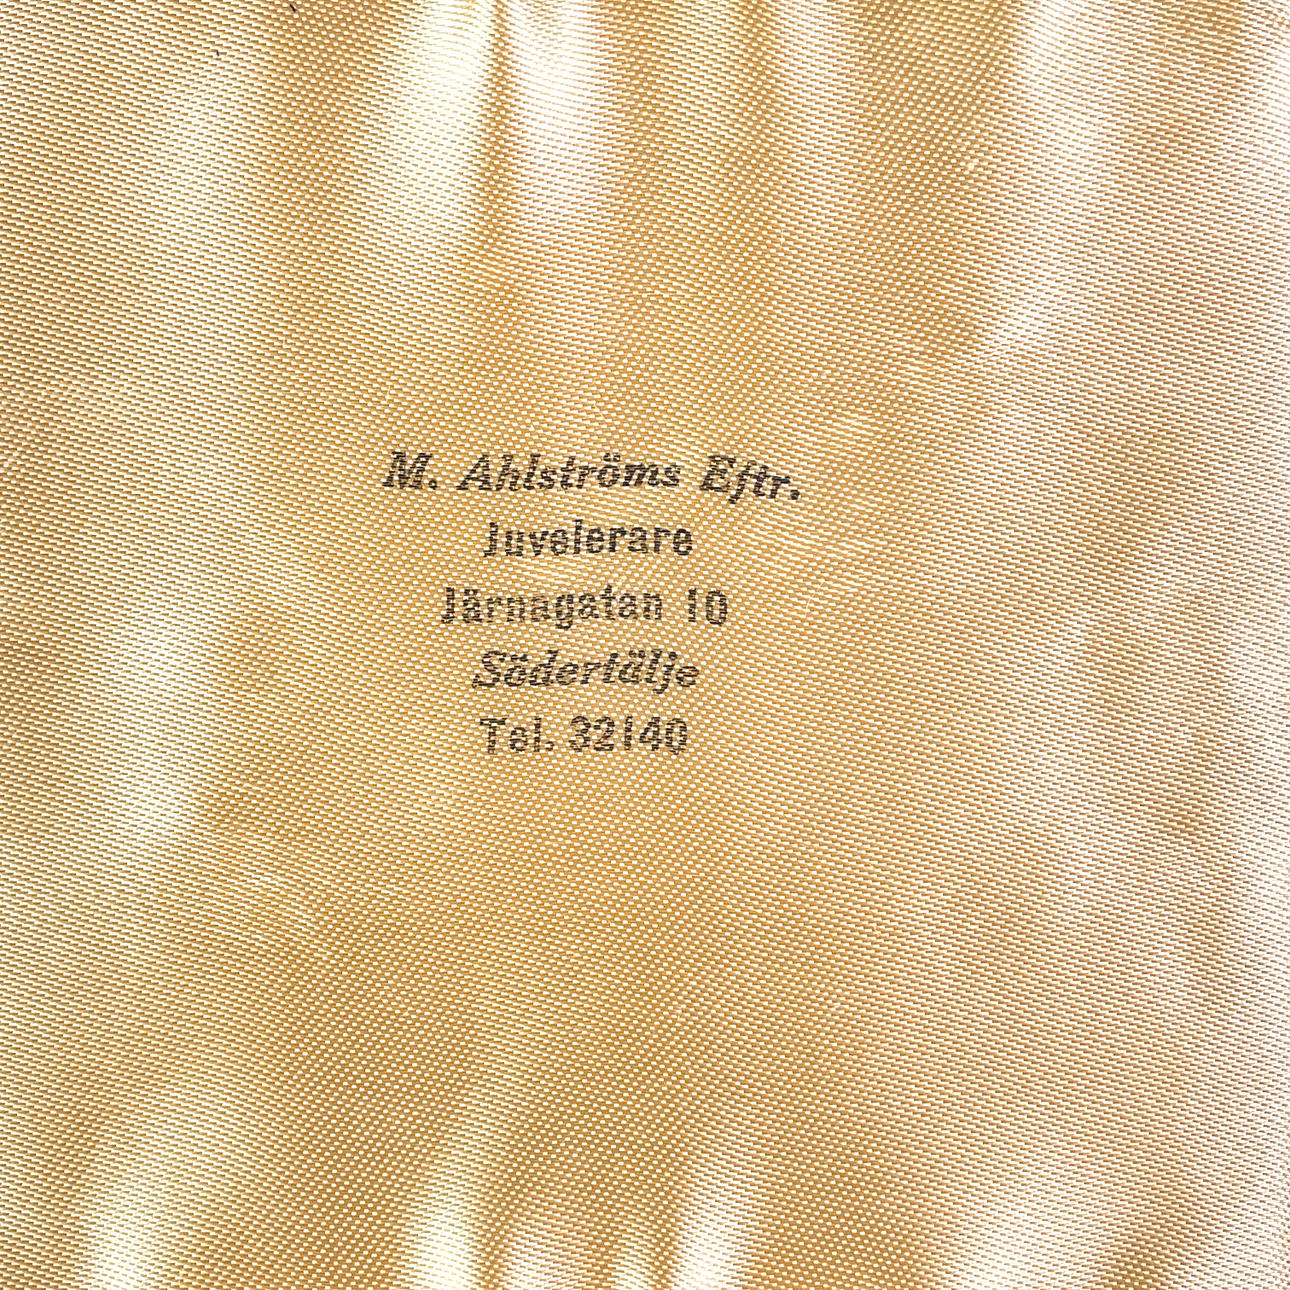 M. Ahlströms Eftr.
Juvelerare
Järnagatan 10
Södertälje
Tel. 32140